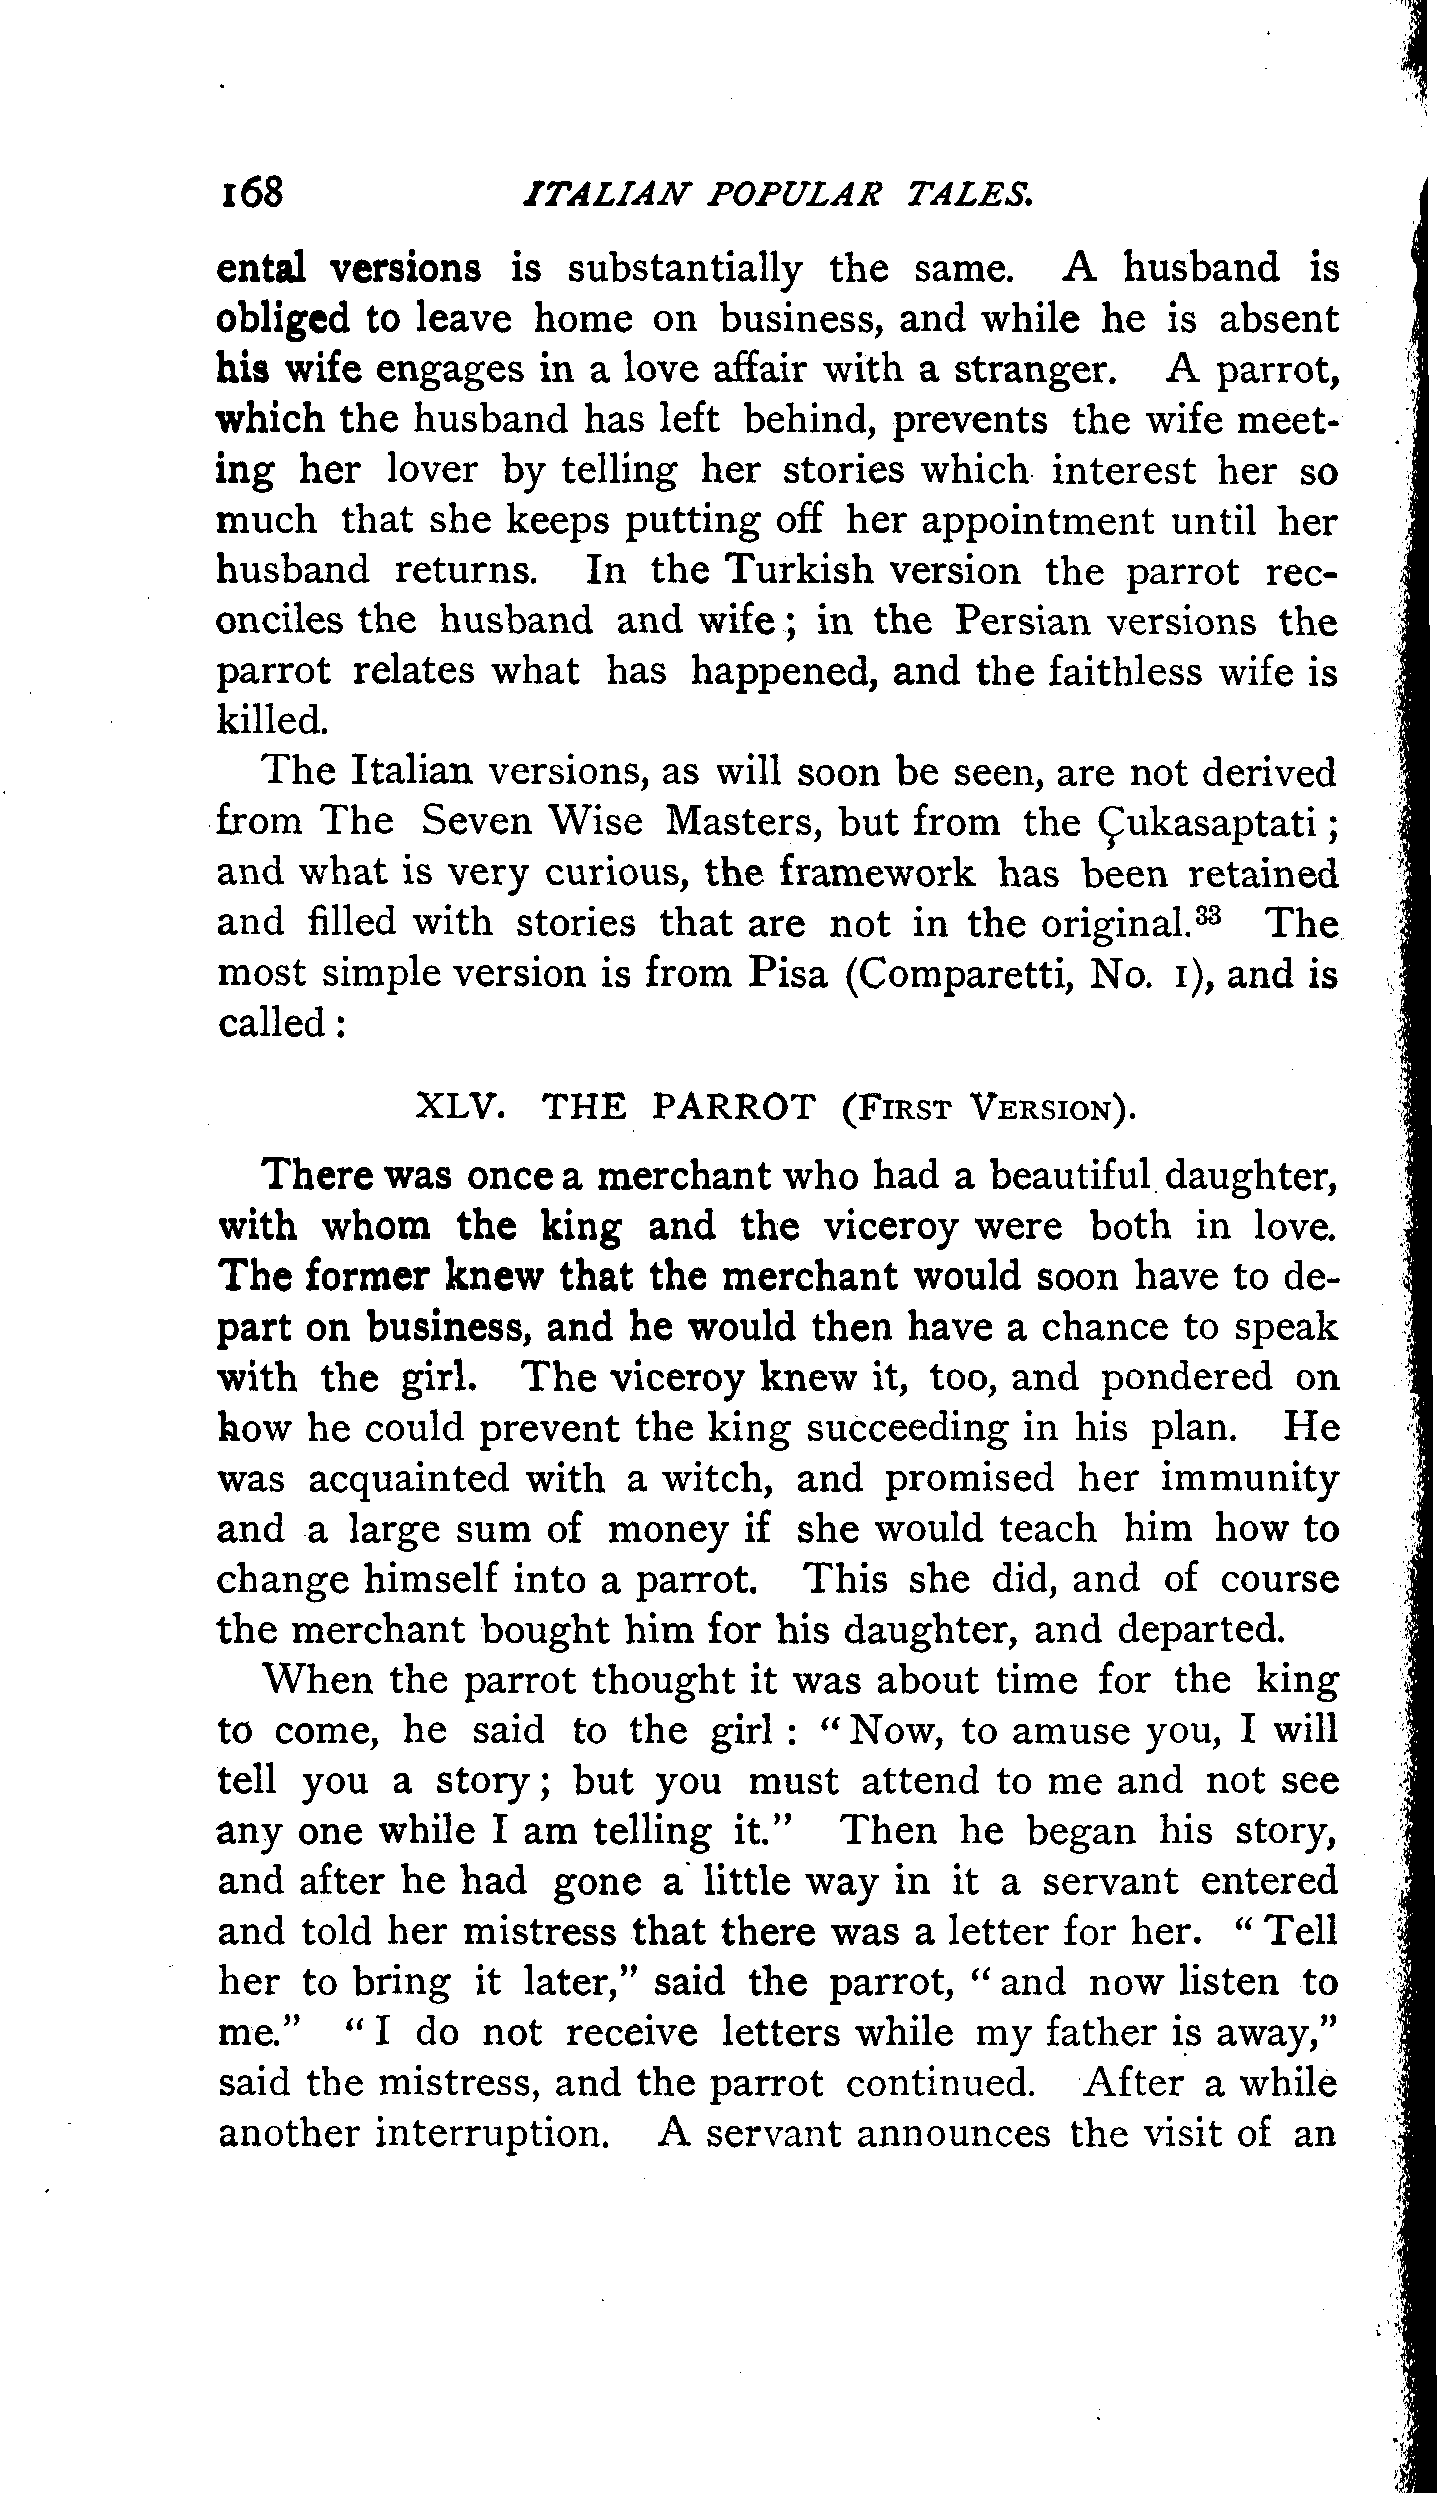 168 ITALIAN POPULAR TALES.
ental versions is substantially the same. A husband is
obliged to leave home on business, and while he is absent
his wife engages in a love affair with a stranger. A parrot,
which the husband has left behind, prevents the wife meet-
ing her lover by telling her stories which interest her so
much that she keeps putting off her appointment until her
husband returns. In the Turkish version the parrot rec-
onciles the husband and wife; in the Persian versions the
parrot relates what has happened, and the faithless wife is
killed.
The Italian versions, as will soon be seen, are not derived
from The Seven Wise Masters, but from the Çukasaptati;
and what is very curious, the framework has been retained
and filled with stories that are not in the original.³³ The
most simple version is from Pisa (Comparetti, No. 1), and is
called:
XLV. THE PARROT (FIRST VERSION).
There was once a merchant who had a beautiful daughter,
with whom the king and the viceroy were both in love.
The former knew that the merchant would soon have to de-
part on business, and he would then have a chance to speak
with the girl. The viceroy knew it, too, and pondered on
how he could prevent the king succeeding in his plan. He
was acquainted with a witch, and promised her immunity
and a large sum of money if she would teach him how to
change himself into a parrot. This she did, and of course
the merchant bought him for his daughter, and departed.
When the parrot thought it was about time for the king
to come, he said to the girl: "Now, to amuse you, I will
tell you a story; but you must attend to me and not see
any one while I am telling it." Then he began his story,
and after he had gone a little way in it a servant entered
and told her mistress that there was a letter for her. "Tell
her to bring it later," said the parrot, "and now listen to
me." "I do not receive letters while my father is away,"
said the mistress, and the parrot continued. After a while
another interruption. A servant announces the visit of an